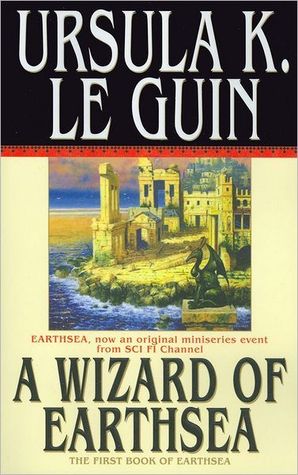 URSULA K.
LE GUIN
EARTHSEA, now an original miniseries event
from SCI FI Channel
A WIZARD OF
EARTHSEA
THE FIRST BOOK OF EARTHSEA